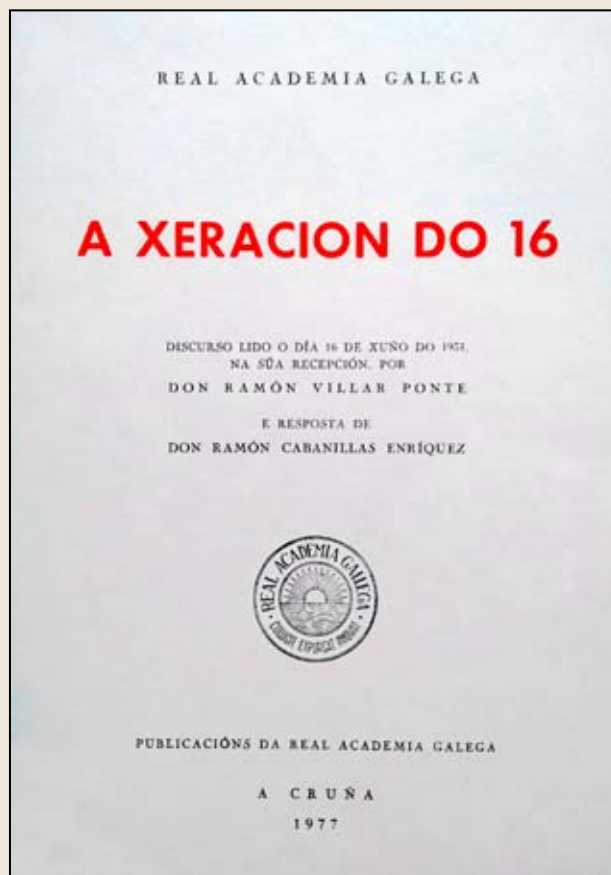 REAL ACADEMIA GALEGA
A XERACION DO 16
DISCURSO LIDO O DÍA 16 DE XUÑO DO 1951,
NA SÚA RECEPCIÓN, POR
DON RAMÓN VILLAR PONTE
E RESPOSTA DE
DON RAMÓN CABANILLAS ENRÍQUEZ
REAL ACADEMIA GALLEGA
PUBLICACIÓNS DA REAL ACADEMIA GALEGA
A CRUÑA
1977